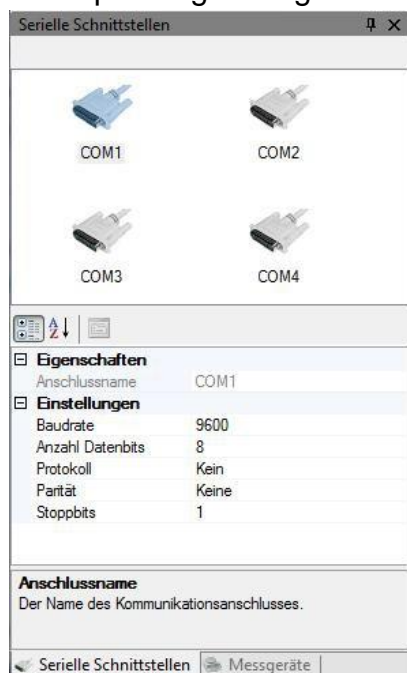 Serielle Schnittstellen
COM1 COM2
COM3 COM4
Eigenschaften
Anschlussname COM1
Einstellungen
Baudrate 9600
Anzahl Datenbits 8
Protokoll Kein
Parität Keine
Stoppbits 1
Anschlussname
Der Name des Kommunikationsanschlusses.
Serielle Schnittstellen Messgeräte